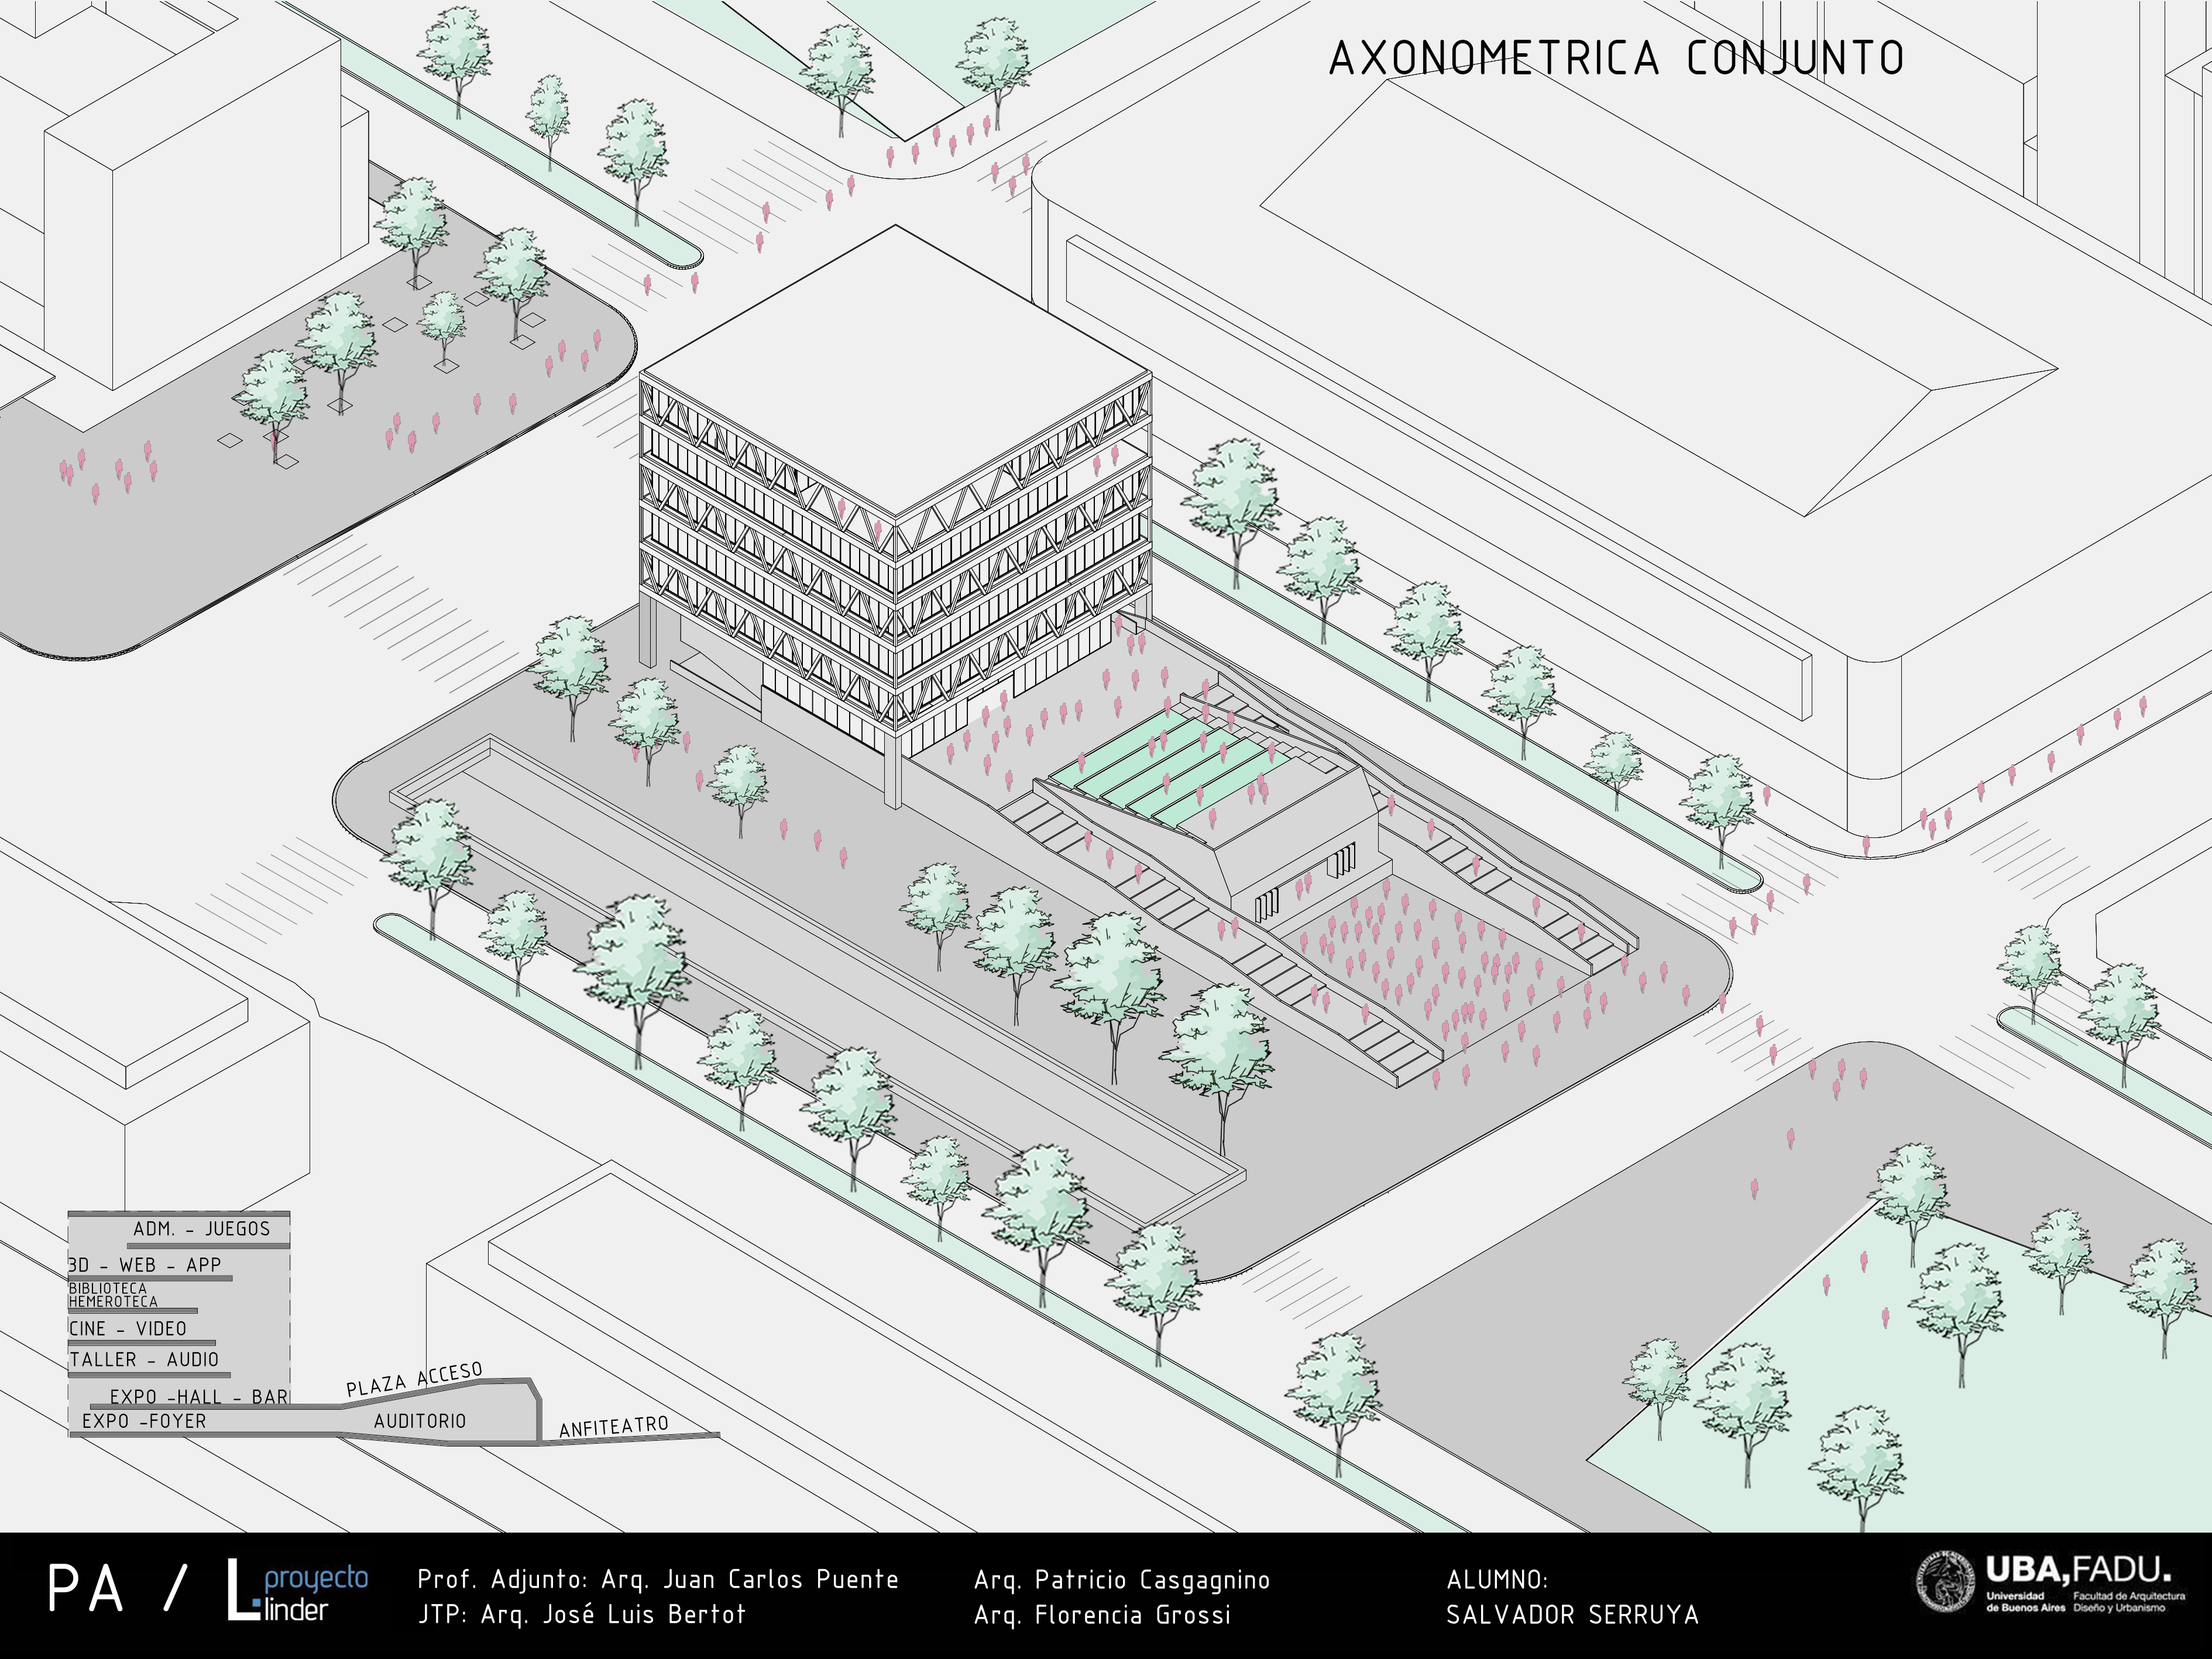 AXONOMETRICA CONJUNTO
ADM. - JUEGOS
3D - WEB - APP
BIBLIOTECA
HEMEROTECA
CINE - VIDEO
TALLER - AUDIO
EXPO -HALL - BAR
PLAZA ACCESO
EXPO -FOYER
AUDITORIO
ANFITEATRO
PA / L proyecto
linder
Prof. Adjunto: Arq. Juan Carlos Puente
JTP: Arq. José Luis Bertot
Arq. Patricio Casgagnino
Arq. Florencia Grossi
ALUMNO:
SALVADOR SERRUYA
UBA,FADU.
Universidad
de Buenos Aires
Facultad de Arquitectura
Diseño y Urbanismo